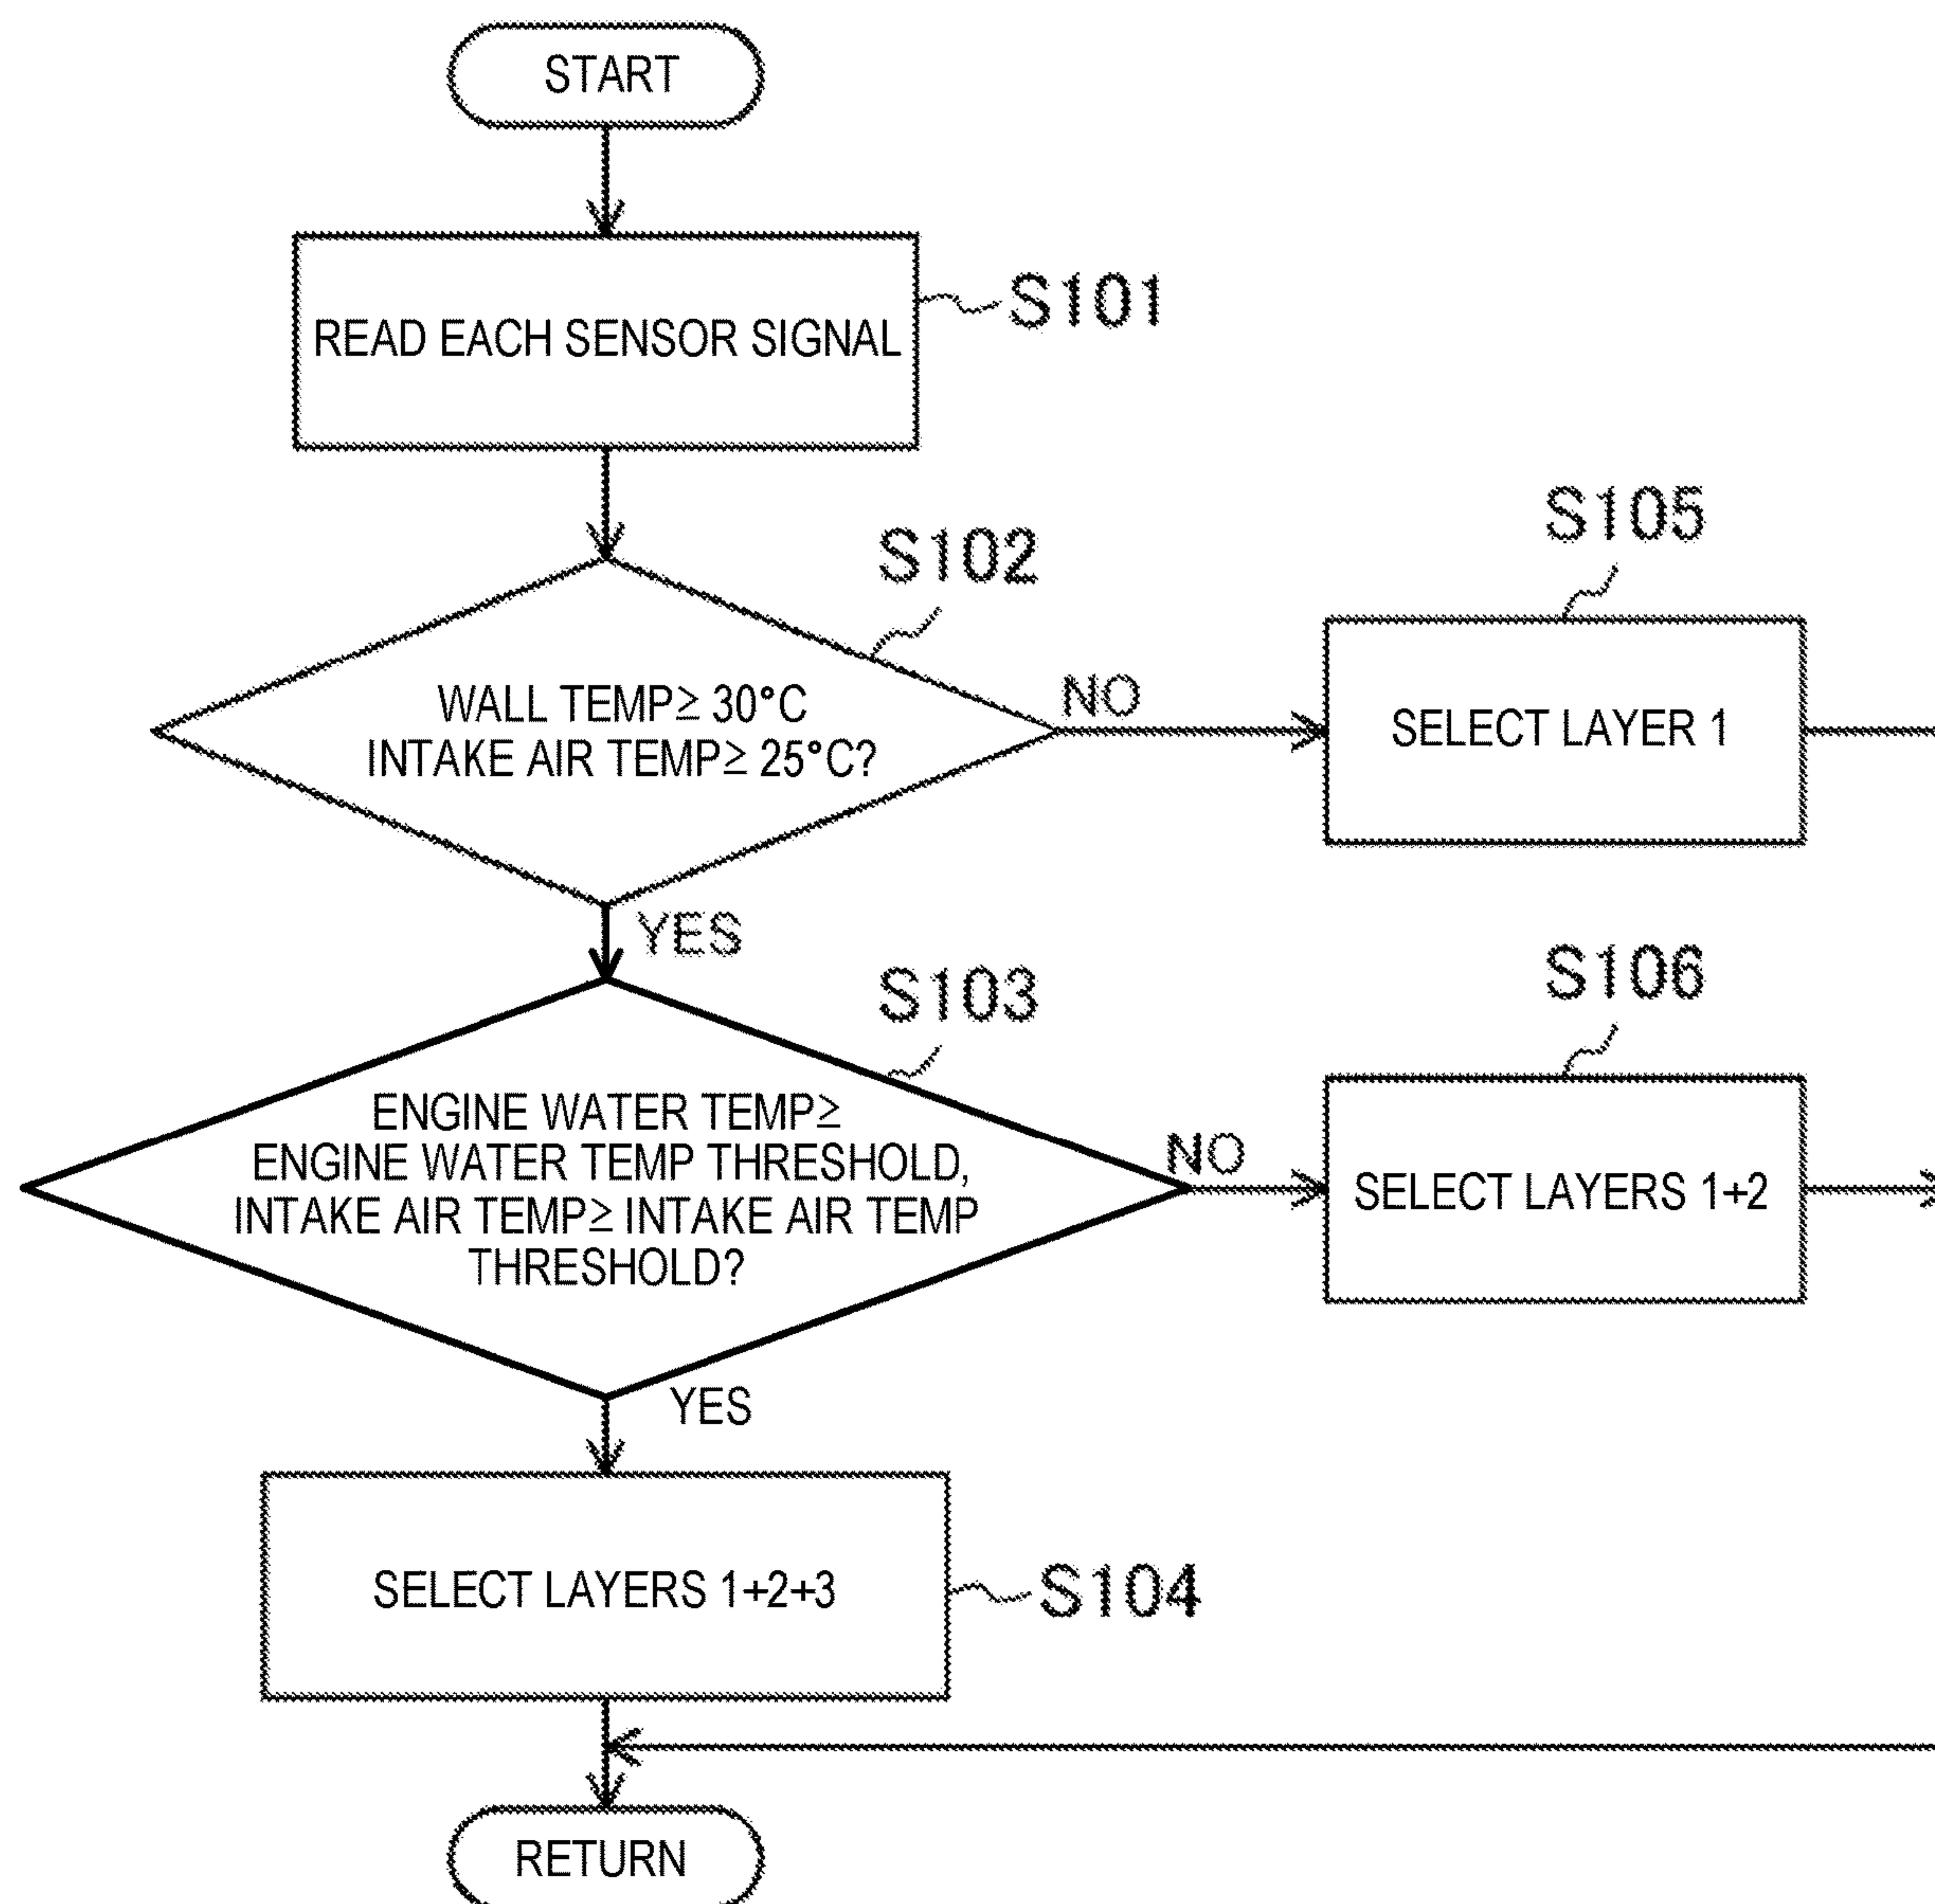 START
READ EACH SENSOR SIGNAL
S101
S102
WALL TEMP≥ 30°C
INTAKE AIR TEMP≥ 25°C?
NO
S105
SELECT LAYER 1
YES
S103
ENGINE WATER TEMP≥
ENGINE WATER TEMP THRESHOLD,
INTAKE AIR TEMP≥ INTAKE AIR TEMP
THRESHOLD?
NO
S106
SELECT LAYERS 1+2
YES
SELECT LAYERS 1+2+3
S104
RETURN